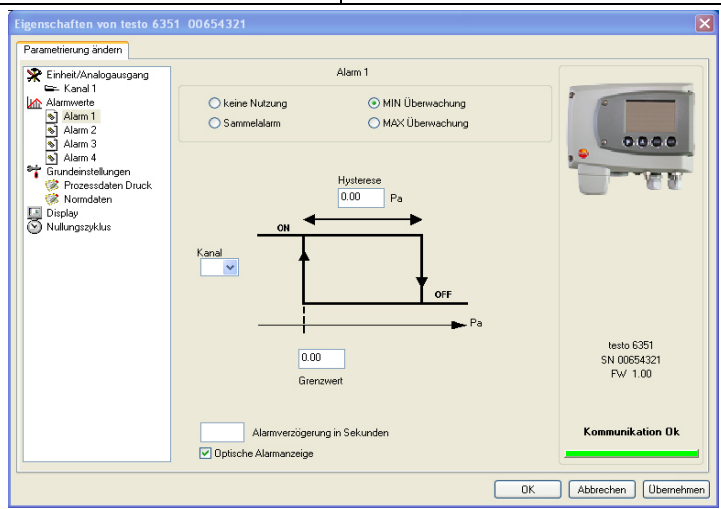 Eigenschaften von testo 6351 00654321
Parametrierung ändern
Einheit/Analogausgang
Kanal 1
Alarmwerte
Alarm 1
Alarm 2
Alarm 3
Alarm 4
Grundeinstellungen
Prozessdaten Druck
Normdaten
Display
Nullungszyklus
Alarm 1
keine Nutzung
MIN Überwachung
Sammelalarm
MAX Überwachung
Hysterese
0.00 Pa
ON
Kanal
OFF
Pa
0.00
Grenzwert
Alarmverzögerung in Sekunden
Optische Alarmanzeige
testo 6351
SN 00654321
FW 1.00
Kommunikation Ok
OK Abbrechen Übernehmen